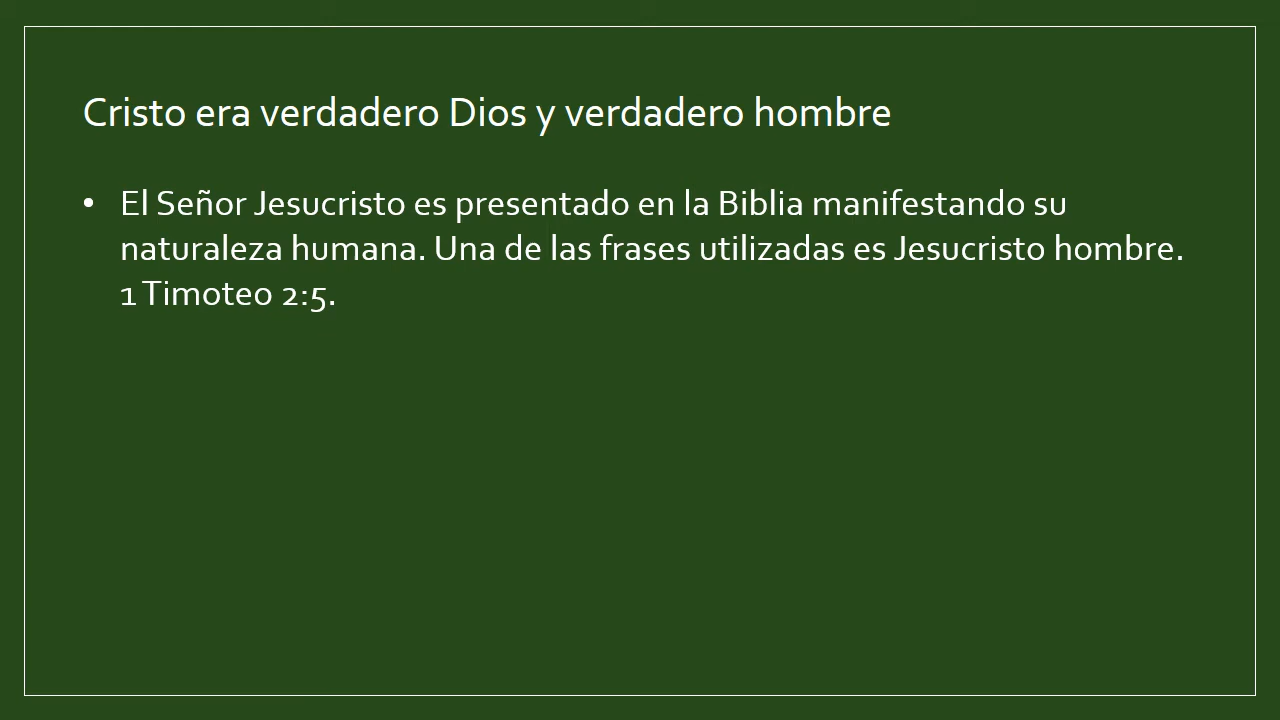 Cristo era verdadero Dios y verdadero hombre
• El Señor Jesucristo es presentado en la Biblia manifestando su
naturaleza humana. Una de las frases utilizadas es Jesucristo hombre.
1 Timoteo 2:5.